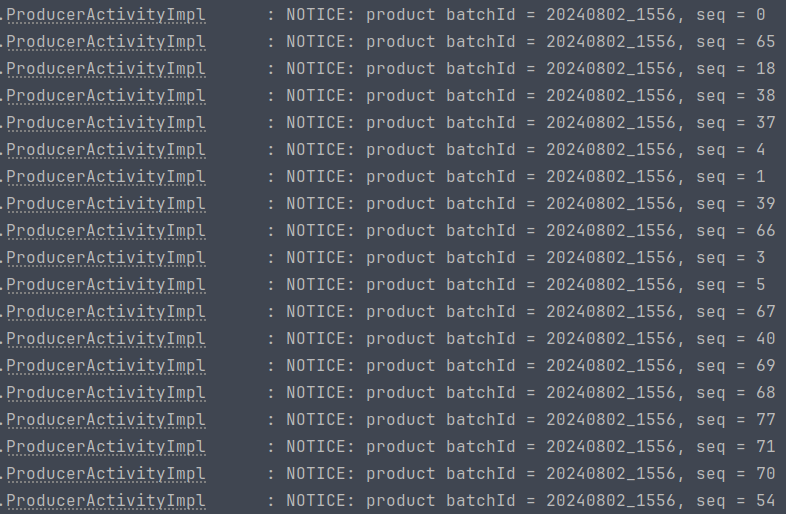 .ProducerActivityImpl : NOTICE: product batchId = 20240802_1556, seq = 0
.ProducerActivityImpl : NOTICE: product batchId = 20240802_1556, seq = 65
.ProducerActivityImpl : NOTICE: product batchId = 20240802_1556, seq = 18
.ProducerActivityImpl : NOTICE: product batchId = 20240802_1556, seq = 38
.ProducerActivityImpl : NOTICE: product batchId = 20240802_1556, seq = 37
.ProducerActivityImpl : NOTICE: product batchId = 20240802_1556, seq = 4
.ProducerActivityImpl : NOTICE: product batchId = 20240802_1556, seq = 1
.ProducerActivityImpl : NOTICE: product batchId = 20240802_1556, seq = 39
.ProducerActivityImpl : NOTICE: product batchId = 20240802_1556, seq = 66
.ProducerActivityImpl : NOTICE: product batchId = 20240802_1556, seq = 3
.ProducerActivityImpl : NOTICE: product batchId = 20240802_1556, seq = 5
.ProducerActivityImpl : NOTICE: product batchId = 20240802_1556, seq = 67
.ProducerActivityImpl : NOTICE: product batchId = 20240802_1556, seq = 40
.ProducerActivityImpl : NOTICE: product batchId = 20240802_1556, seq = 69
.ProducerActivityImpl : NOTICE: product batchId = 20240802_1556, seq = 68
.ProducerActivityImpl : NOTICE: product batchId = 20240802_1556, seq = 77
.ProducerActivityImpl : NOTICE: product batchId = 20240802_1556, seq = 71
.ProducerActivityImpl : NOTICE: product batchId = 20240802_1556, seq = 70
.ProducerActivityImpl : NOTICE: product batchId = 20240802_1556, seq = 54